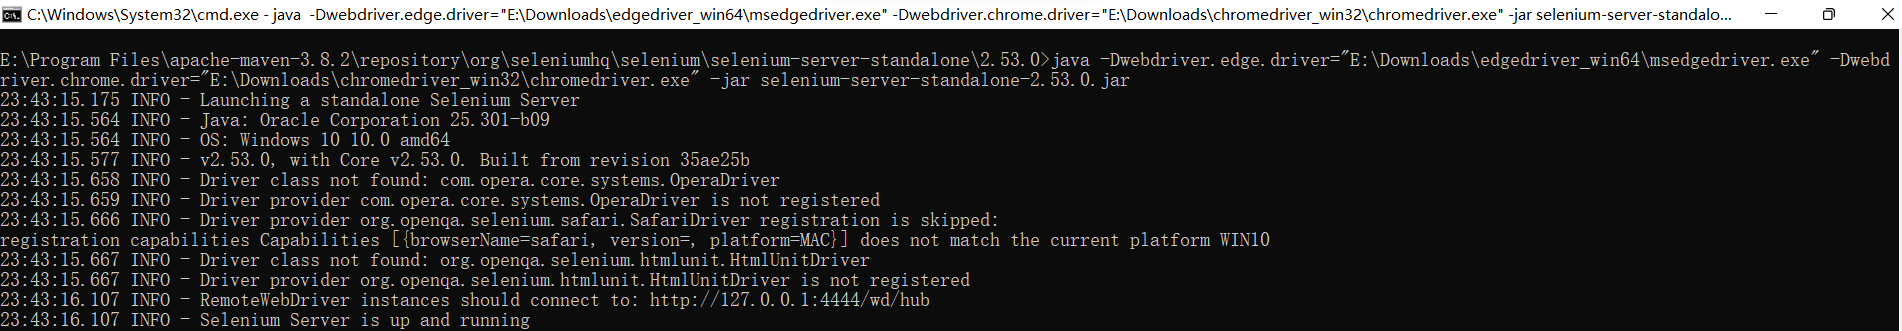 C:\Windows\System32\cmd.exe - java  -Dwebdriver.edge.driver="E:\Downloads\edgedriver_win64\msedgedriver.exe" -Dwebdriver.chrome.driver="E:\Downloads\chromedriver_win32\chromedriver.exe" -jar selenium-server-standalo...
E:\Program Files\apache-maven-3.8.2\repository\org\seleniumhq\selenium\selenium-server-standalone\2.53.0>java -Dwebdriver.edge.driver="E:\Downloads\edgedriver_win64\msedgedriver.exe" -Dwebd
river.chrome.driver="E:\Downloads\chromedriver_win32\chromedriver.exe" -jar selenium-server-standalone-2.53.0.jar
23:43:15.175 INFO - Launching a standalone Selenium Server
23:43:15.564 INFO - Java: Oracle Corporation 25.301-b09
23:43:15.564 INFO - OS: Windows 10 10.0 amd64
23:43:15.577 INFO - v2.53.0, with Core v2.53.0. Built from revision 35ae25b
23:43:15.658 INFO - Driver class not found: com.opera.core.systems.OperaDriver
23:43:15.659 INFO - Driver provider com.opera.core.systems.OperaDriver is not registered
23:43:15.666 INFO - Driver provider org.openqa.selenium.safari.SafariDriver registration is skipped:
registration capabilities Capabilities [{browserName=safari, version=, platform=MAC}] does not match the current platform WIN10
23:43:15.667 INFO - Driver class not found: org.openqa.selenium.htmlunit.HtmlUnitDriver
23:43:15.667 INFO - Driver provider org.openqa.selenium.htmlunit.HtmlUnitDriver is not registered
23:43:16.107 INFO - RemoteWebDriver instances should connect to: http://127.0.0.1:4444/wd/hub
23:43:16.107 INFO - Selenium Server is up and running